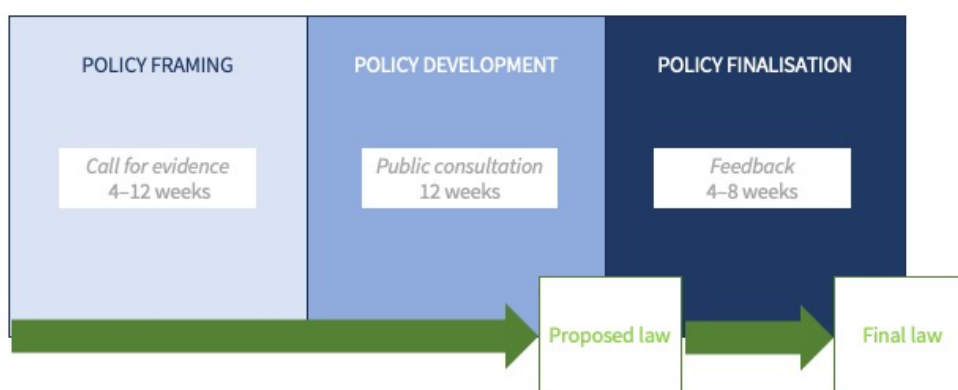 POLICY FRAMING
POLICY DEVELOPMENT
POLICY FINALISATION
Call for evidence
4–12 weeks
Public consultation
12 weeks
Feedback
4–8 weeks
Proposed law
Final law